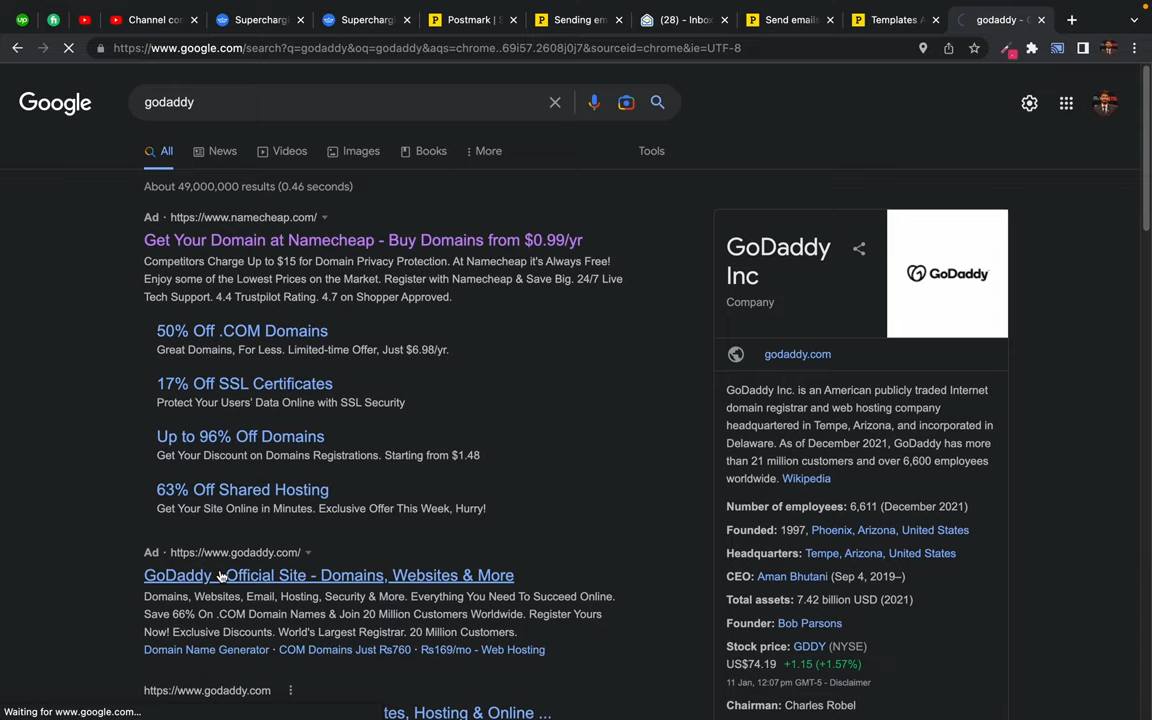 Channel con
Supercharg
Supercharg
Postmark | S
Sending em
(28) - Inbox
Send emails
Templates A
godaddy - G
https://www.google.com/search?q=godaddy&oq=godaddy&aqs=chrome..69i57.2608j0j7&sourceid=chrome&ie=UTF-8
Google
godaddy
All
News
Videos
Images
Books
More
Tools
About 49,000,000 results (0.46 seconds)
Ad · https://www.namecheap.com/
Get Your Domain at Namecheap - Buy Domains from $0.99/yr
Competitors Charge Up to $15 for Domain Privacy Protection. At Namecheap it's Always Free!
Enjoy some of the Lowest Prices on the Market. Register with Namecheap & Save Big. 24/7 Live
Tech Support. 4.4 Trustpilot Rating. 4.7 on Shopper Approved.
50% Off .COM Domains
Great Domains, For Less. Limited-time Offer, Just $6.98/yr.
17% Off SSL Certificates
Protect Your Users' Data Online with SSL Security
Up to 96% Off Domains
Get Your Discount on Domains Registrations. Starting from $1.48
63% Off Shared Hosting
Get Your Site Online in Minutes. Exclusive Offer This Week, Hurry!
Ad · https://www.godaddy.com/
GoDaddy - Official Site - Domains, Websites & More
Domains, Websites, Email, Hosting, Security & More. Everything You Need To Succeed Online.
Save 66% On .COM Domain Names & Join 20 Million Customers Worldwide. Register Yours
Now! Exclusive Discounts. World's Largest Registrar. 20 Million Customers.
Domain Name Generator · COM Domains Just Rs760 · Rs169/mo - Web Hosting
https://www.godaddy.com
tes, Hosting & Online ...
Waiting for www.google.com...
GoDaddy
Inc
Company
GoDaddy
godaddy.com
GoDaddy Inc. is an American publicly traded Internet
domain registrar and web hosting company
headquartered in Tempe, Arizona, and incorporated in
Delaware. As of December 2021, GoDaddy has more
than 21 million customers and over 6,600 employees
worldwide. Wikipedia
Number of employees: 6,611 (December 2021)
Founded: 1997, Phoenix, Arizona, United States
Headquarters: Tempe, Arizona, United States
CEO: Aman Bhutani (Sep 4, 2019–)
Total assets: 7.42 billion USD (2021)
Founder: Bob Parsons
Stock price: GDDY (NYSE)
US$74.19 +1.15 (+1.57%)
11 Jan, 12:07 pm GMT-5 - Disclaimer
Chairman: Charles Robel